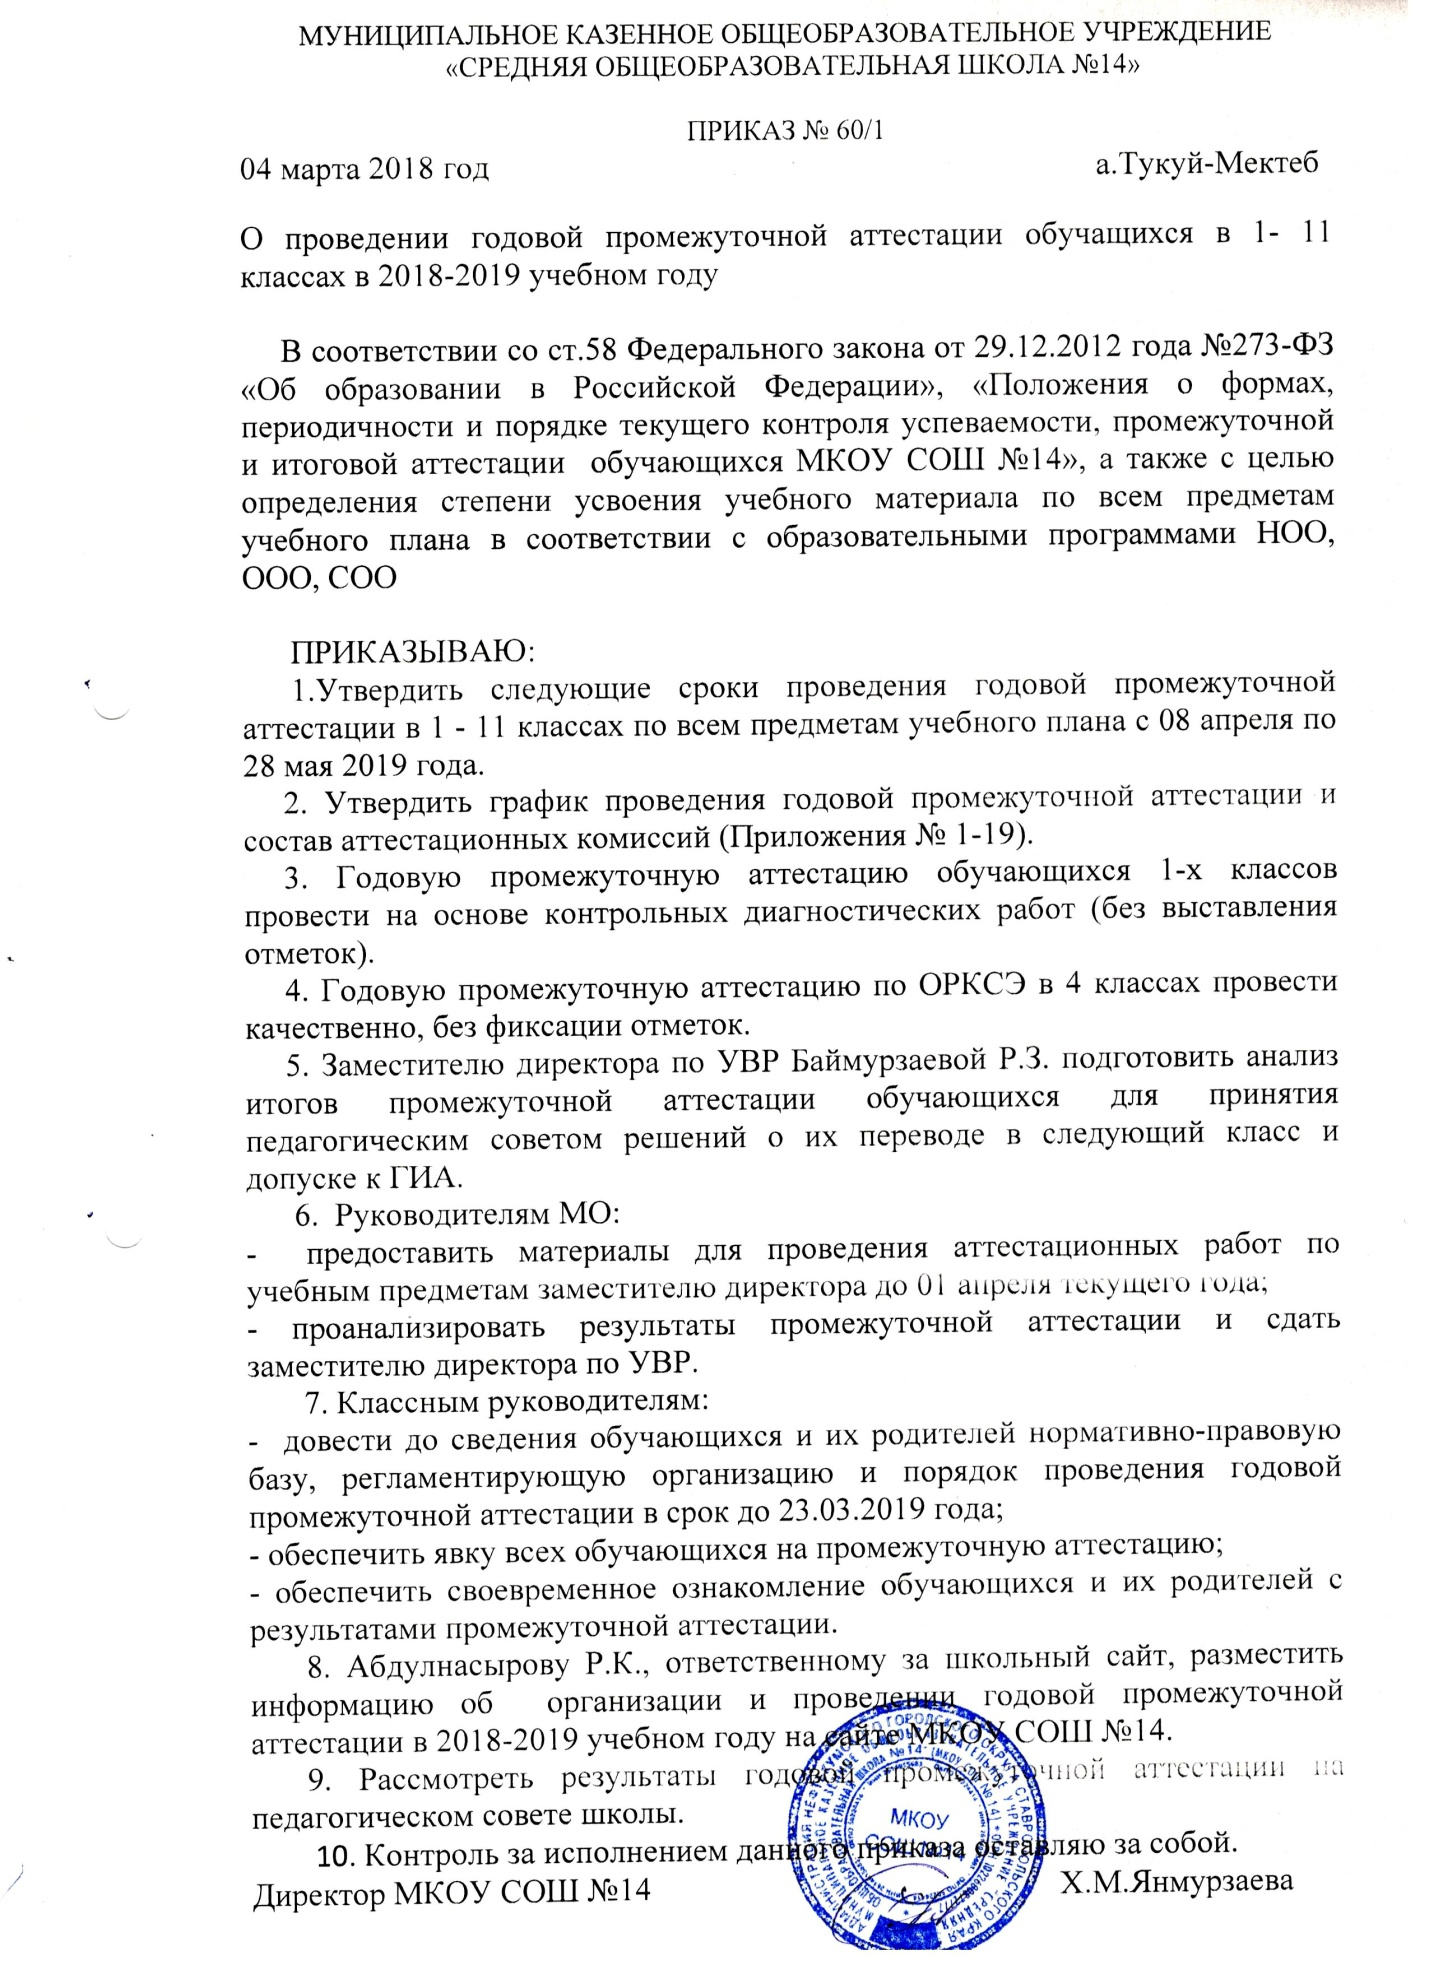 МУНИЦИПАЛЬНОЕ КАЗЕННОЕ ОБЩЕОБРАЗОВАТЕЛЬНОЕ УЧРЕЖДЕНИЕ
«СРЕДНЯЯ ОБЩЕОБРАЗОВАТЕЛЬНАЯ ШКОЛА №14»
ПРИКАЗ № 60/1
04 марта 2018 год а.Тукуй-Мектеб
О проведении годовой промежуточной аттестации обучащихся в 1- 11
классах в 2018-2019 учебном году
В соответствии со ст.58 Федерального закона от 29.12.2012 года №273-ФЗ
«Об образовании в Российской Федерации», «Положения о формах,
периодичности и порядке текущего контроля успеваемости, промежуточной
и итоговой аттестации обучающихся МКОУ СОШ №14», а также с целью
определения степени усвоения учебного материала по всем предметам
учебного плана в соответствии с образовательными программами НОО,
ООО, СОО
ПРИКАЗЫВАЮ:
1.Утвердить следующие сроки проведения годовой промежуточной
аттестации в 1 - 11 классах по всем предметам учебного плана с 08 апреля по
28 мая 2019 года.
2. Утвердить график проведения годовой промежуточной аттестации и
состав аттестационных комиссий (Приложения № 1-19).
3. Годовую промежуточную аттестацию обучающихся 1-х классов
провести на основе контрольных диагностических работ (без выставления
отметок).
4. Годовую промежуточную аттестацию по ОРКСЭ в 4 классах провести
качественно, без фиксации отметок.
5. Заместителю директора по УВР Баймурзаевой Р.З. подготовить анализ
итогов промежуточной аттестации обучающихся для принятия
педагогическим советом решений о их переводе в следующий класс и
допуске к ГИА.
6. Руководителям МО:
- предоставить материалы для проведения аттестационных работ по
учебным предметам заместителю директора до 01 апреля текущего года;
- проанализировать результаты промежуточной аттестации и сдать
заместителю директора по УВР.
7. Классным руководителям:
- довести до сведения обучающихся и их родителей нормативно-правовую
базу, регламентирующую организацию и порядок проведения годовой
промежуточной аттестации в срок до 23.03.2019 года;
- обеспечить явку всех обучающихся на промежуточную аттестацию;
- обеспечить своевременное ознакомление обучающихся и их родителей с
результатами промежуточной аттестации.
8. Абдулнасырову Р.К., ответственному за школьный сайт, разместить
информацию об организации и проведении годовой промежуточной
аттестации в 2018-2019 учебном году на сайте МКОУ СОШ №14.
9. Рассмотреть результаты годовой промежуточной аттестации на
педагогическом совете школы.
10. Контроль за исполнением данного приказа оставляю за собой.
Директор МКОУ СОШ №14 Х.М.Янмурзаева
МКОУ
СОШ №14